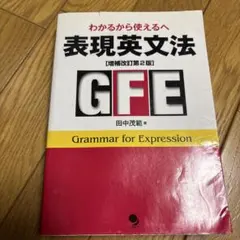 わかるから使えるへ
表現英文法
[増補改訂第2版]
GFE
田中茂範 著
Grammar for Expression